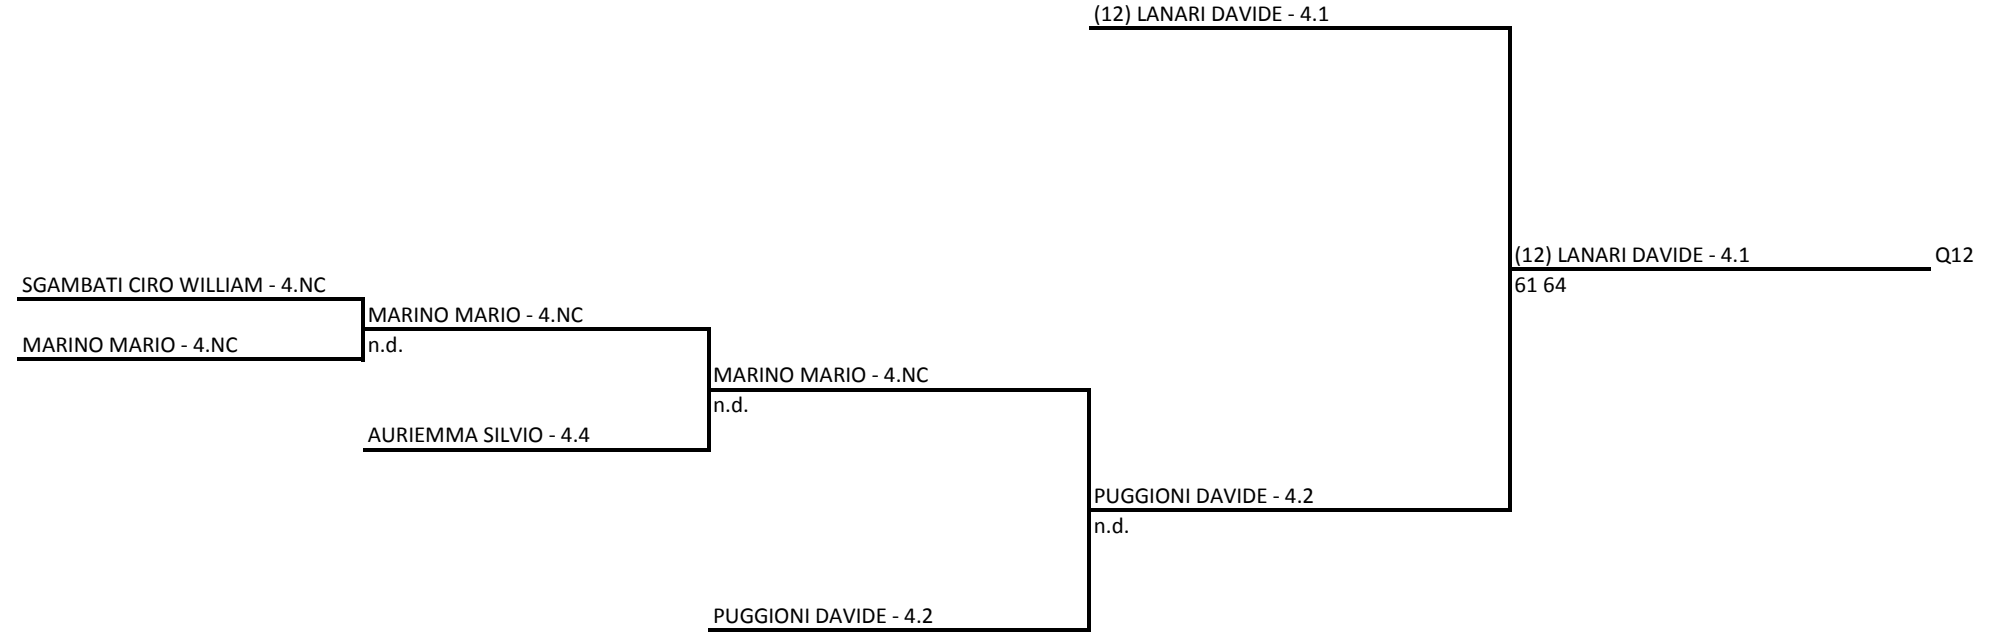 (12) LANARI DAVIDE - 4.1
(12) LANARI DAVIDE - 4.1
Q12
SGAMBATI CIRO WILLIAM - 4.NC
61 64
MARINO MARIO - 4.NC
MARINO MARIO - 4.NC
n.d.
MARINO MARIO - 4.NC
n.d.
AURIEMMA SILVIO - 4.4
PUGGIONI DAVIDE - 4.2
n.d.
PUGGIONI DAVIDE - 4.2